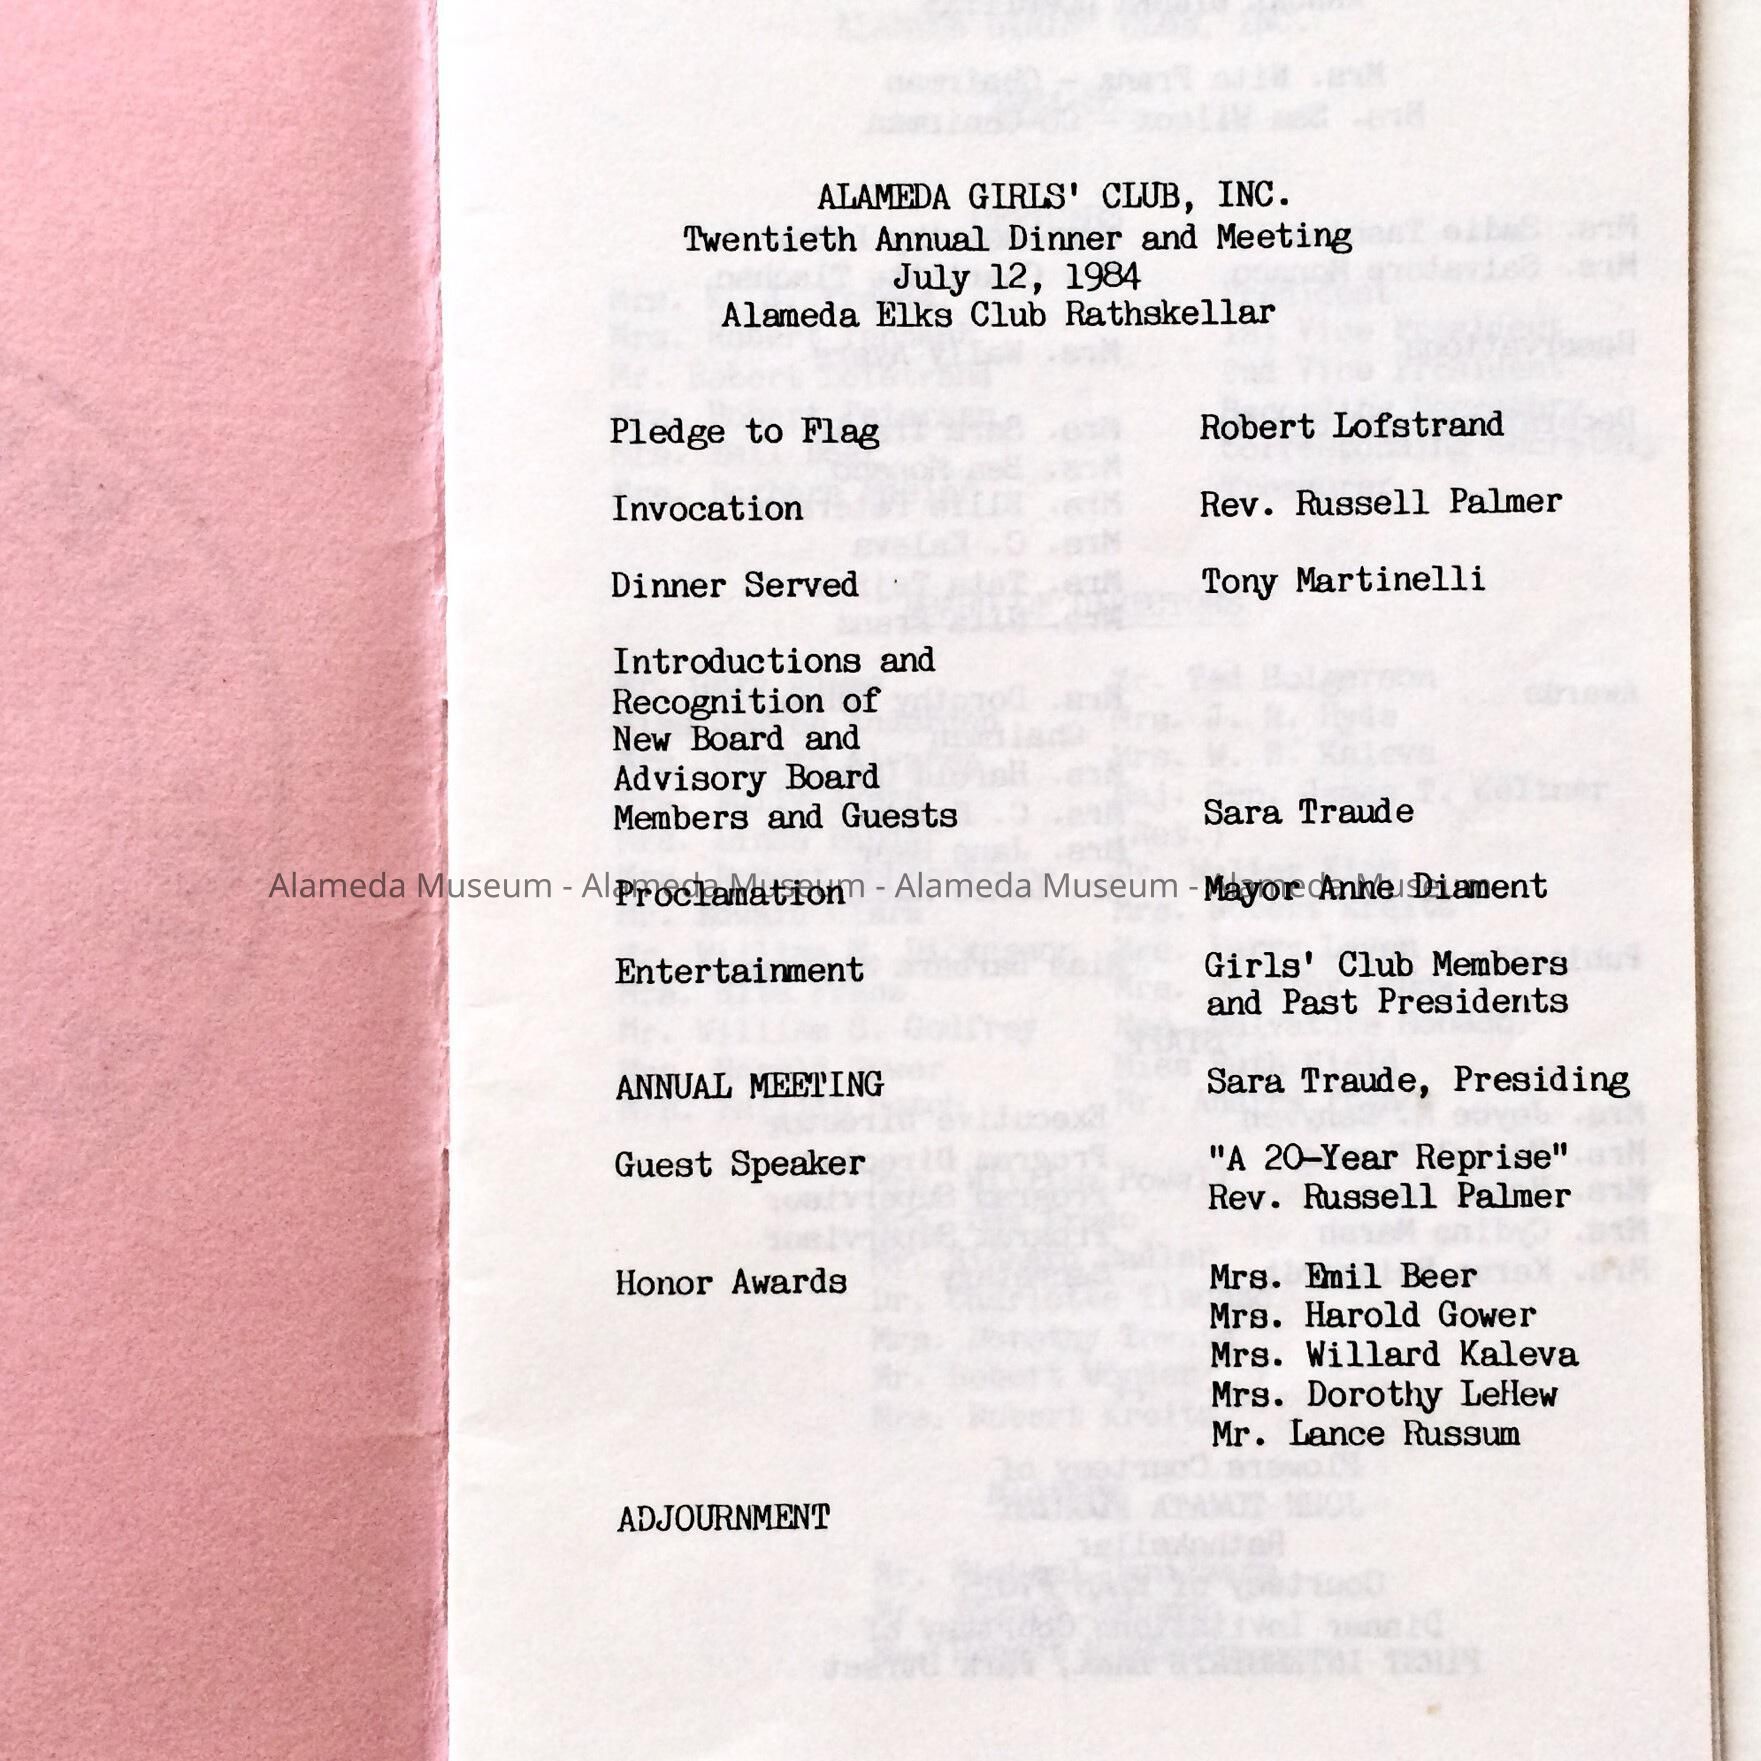 ALAMEDA GIRLS' CLUB, INC.
Twentieth Annual Dinner and Meeting
July 12, 1984
Alameda Elks Club Rathskellar
Pledge to Flag Robert Lofstrand
Invocation Rev. Russell Palmer
Dinner Served Tony Martinelli
Introductions and
Recognition of
New Board and
Advisory Board
Members and Guests Sara Traude
Alameda Museum - Alameda Museum - Alameda Museum - Alameda Museum
Proclamation Mayor Anne Diament
Entertainment Girls' Club Members
and Past Presidents
ANNUAL MEETING Sara Traude, Presiding
Guest Speaker "A 20-Year Reprise"
Rev. Russell Palmer
Honor Awards Mrs. Emil Beer
Mrs. Harold Gower
Mrs. Willard Kaleva
Mrs. Dorothy LeHew
Mr. Lance Russum
ADJOURNMENT